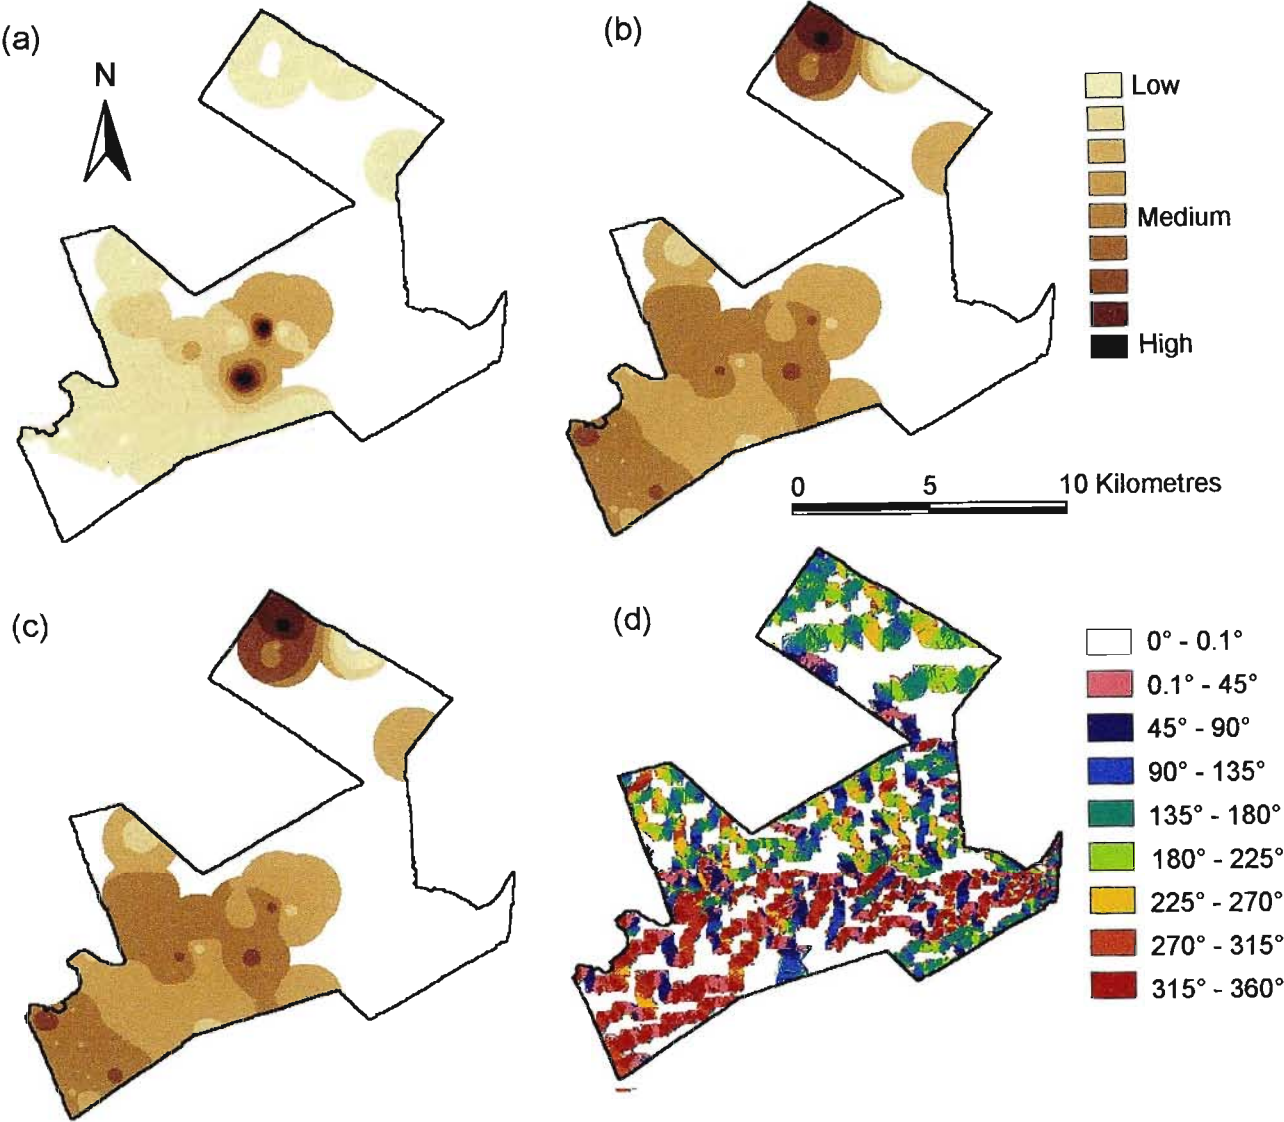 (a)
N
(b)
Low
Medium
High
0 5 10 Kilometres
(c)
(d)
0° - 0.1°
0.1° - 45°
45° - 90°
90° - 135°
135° - 180°
180° - 225°
225° - 270°
270° - 315°
315° - 360°